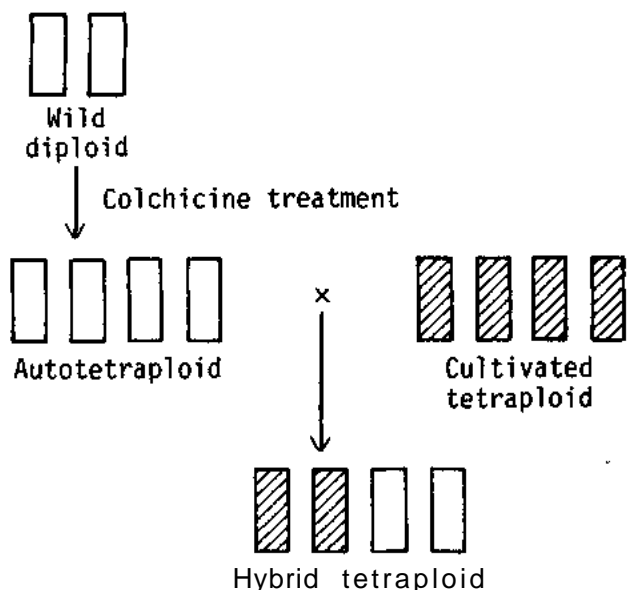 Wild
diploid
Colchicine treatment
x
Autotetraploid
Cultivated
tetraploid
Hybrid tetraploid